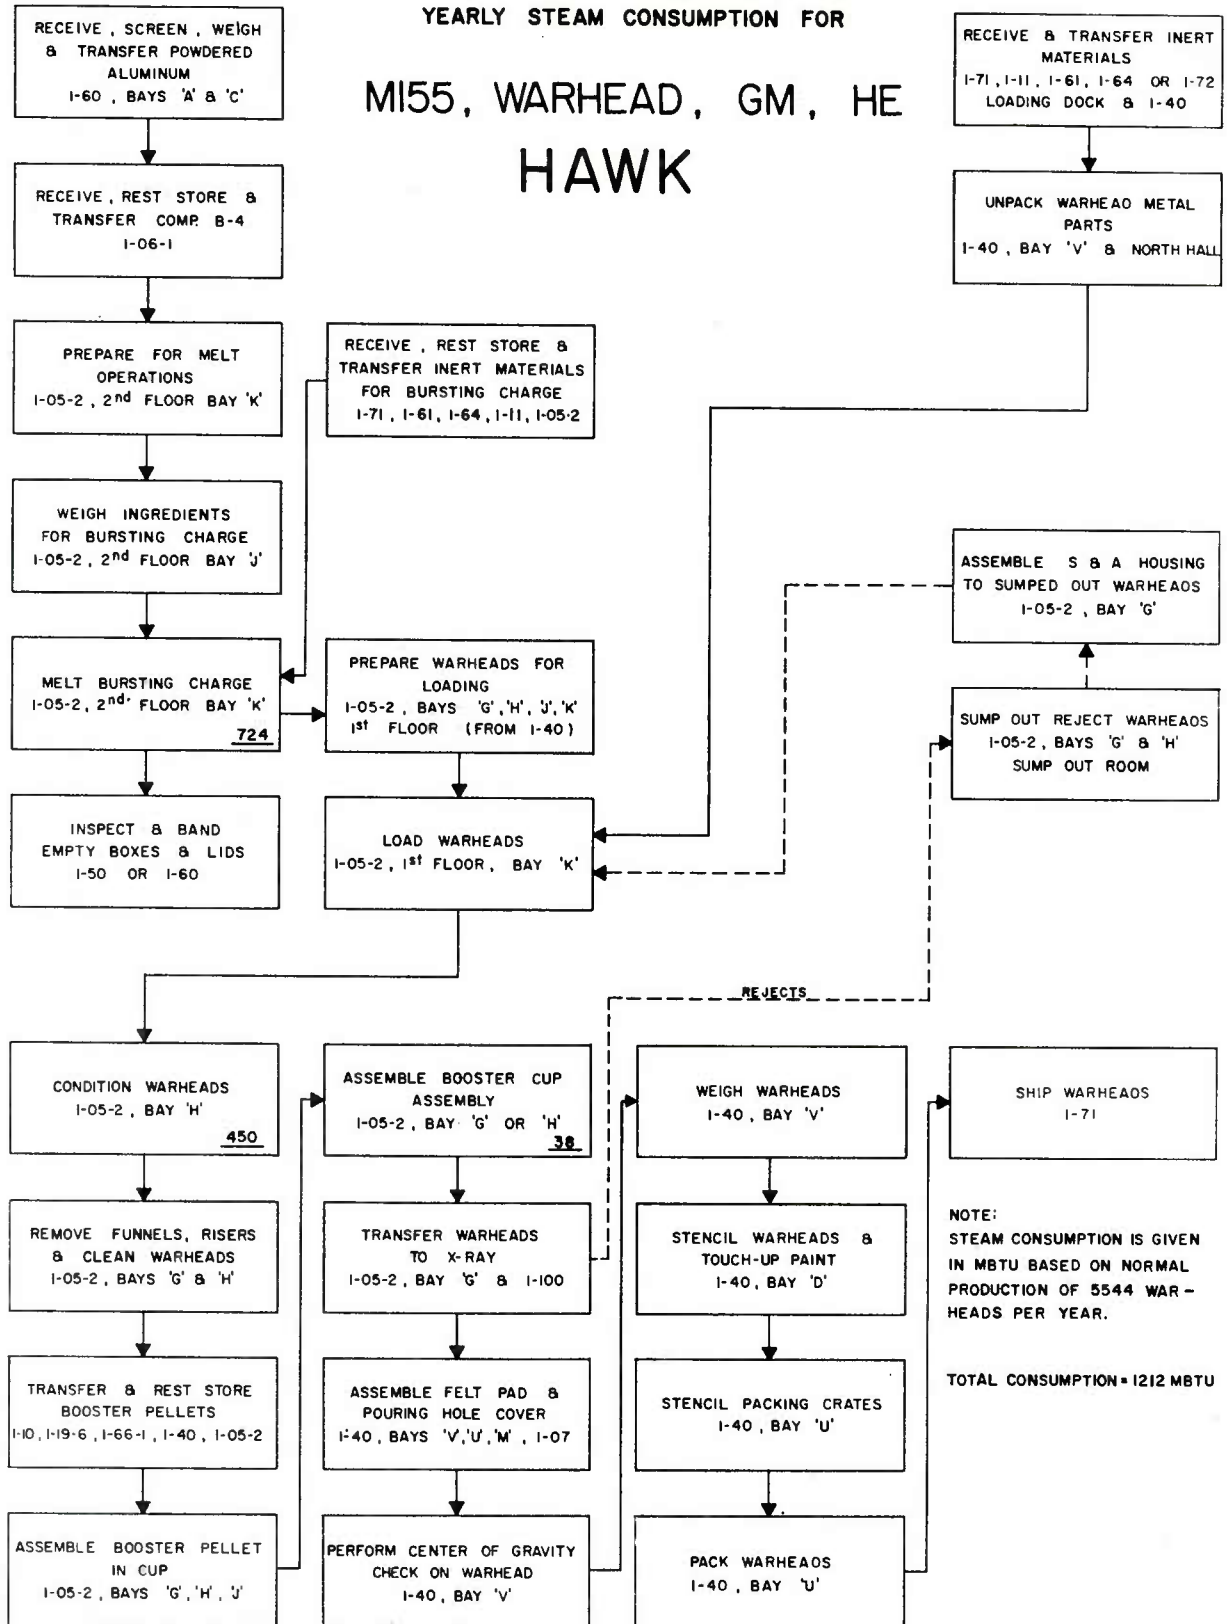 YEARLY STEAM CONSUMPTION FOR
M155, WARHEAD, GM, HE
HAWK
RECEIVE, SCREEN, WEIGH
& TRANSFER POWDERED
ALUMINUM
1-60, BAYS 'A' & 'C'
RECEIVE, REST STORE &
TRANSFER COMP. B-4
1-06-1
PREPARE FOR MELT
OPERATIONS
1-05-2, 2nd FLOOR BAY 'K'
WEIGH INGREDIENTS
FOR BURSTING CHARGE
1-05-2, 2nd FLOOR BAY 'J'
MELT BURSTING CHARGE
1-05-2, 2nd FLOOR BAY 'K'
724
INSPECT & BAND
EMPTY BOXES & LIDS
1-50 OR 1-60
RECEIVE, REST STORE &
TRANSFER INERT MATERIALS
FOR BURSTING CHARGE
1-71, 1-61, 1-64, 1-11, 1-05-2
PREPARE WARHEADS FOR
LOADING
1-05-2, BAYS 'G', 'H', 'J', 'K'
1st FLOOR (FROM 1-40)
LOAD WARHEADS
1-05-2, 1st FLOOR, BAY 'K'
RECEIVE & TRANSFER INERT
MATERIALS
1-71, 1-11, 1-61, 1-64 OR 1-72
LOADING DOCK & 1-40
UNPACK WARHEAD METAL
PARTS
1-40, BAY 'V' & NORTH HALL
ASSEMBLE S & A HOUSING
TO SUMPED OUT WARHEADS
1-05-2, BAY 'G'
SUMP OUT REJECT WARHEADS
1-05-2, BAYS 'G' & 'H'
SUMP OUT ROOM
REJECTS
CONDITION WARHEADS
1-05-2, BAY 'H'
450
REMOVE FUNNELS, RISERS
& CLEAN WARHEADS
1-05-2, BAYS 'G' & 'H'
TRANSFER & REST STORE
BOOSTER PELLETS
1-10, 1-19-6, 1-66-1, 1-40, 1-05-2
ASSEMBLE BOOSTER PELLET
IN CUP
1-05-2, BAYS 'G', 'H', 'J'
ASSEMBLE BOOSTER CUP
ASSEMBLY
1-05-2, BAY 'G' OR 'H'
38
TRANSFER WARHEADS
TO X-RAY
1-05-2, BAY 'G' & 1-100
ASSEMBLE FELT PAD &
POURING HOLE COVER
1-40, BAYS 'V', 'U', 'M', 1-07
PERFORM CENTER OF GRAVITY
CHECK ON WARHEAD
1-40, BAY 'V'
WEIGH WARHEADS
1-40, BAY 'V'
STENCIL WARHEADS &
TOUCH-UP PAINT
1-40, BAY 'D'
STENCIL PACKING CRATES
1-40, BAY 'U'
PACK WARHEADS
1-40, BAY 'U'
SHIP WARHEADS
1-71
NOTE:
STEAM CONSUMPTION IS GIVEN
IN MBTU BASED ON NORMAL
PRODUCTION OF 5544 WAR-
HEADS PER YEAR.
TOTAL CONSUMPTION = 1212 MBTU